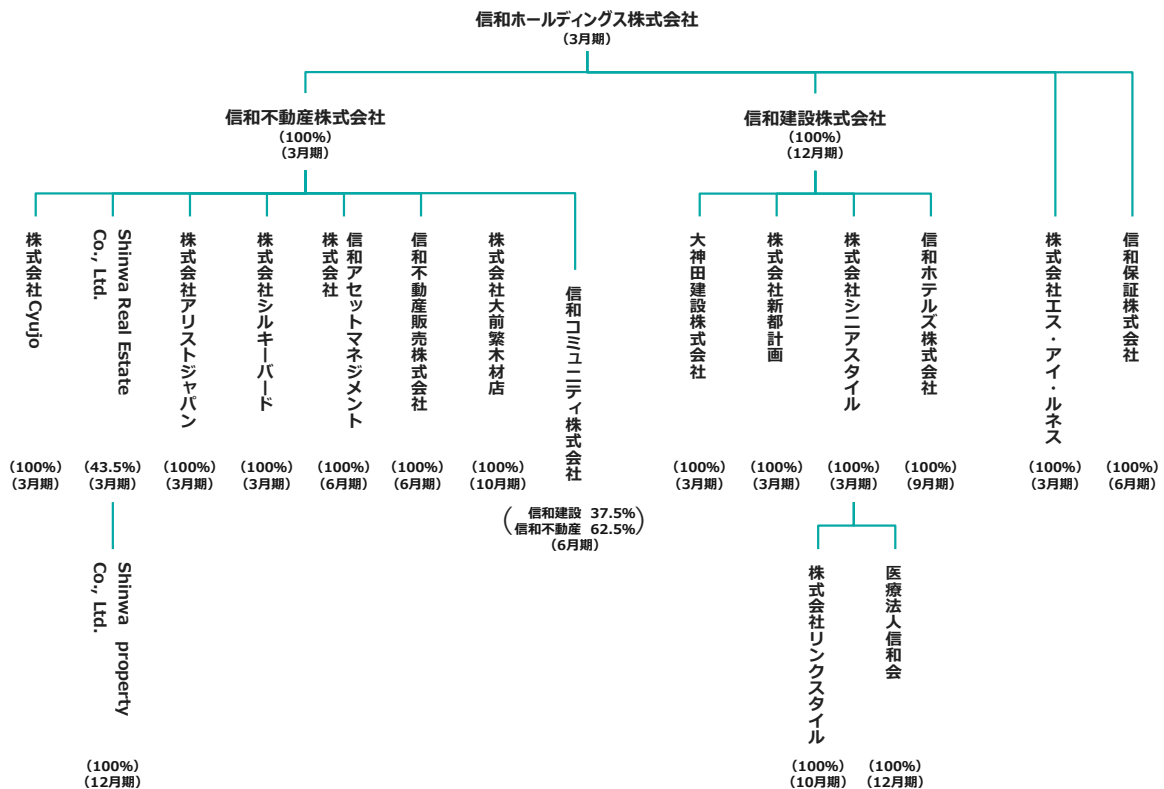 信和ホールディングス株式会社
(3月期)
信和不動産株式会社
(100%)
(3月期)
信和建設株式会社
(100%)
(12月期)
株式会社Cyujo
(100%)
(3月期)
Shinwa Real Estate
Co., Ltd.
(43.5%)
(3月期)
株式会社アリストジャパン
(100%)
(3月期)
株式会社シルキーバード
(100%)
(3月期)
信和アセットマネジメント
株式会社
(100%)
(6月期)
信和不動産販売株式会社
(100%)
(6月期)
株式会社大前繁木材店
(100%)
(10月期)
信和コミュニティ株式会社
(信和建設 37.5%
信和不動産 62.5%)
(6月期)
大神田建設株式会社
(100%)
(3月期)
株式会社新都計画
(100%)
(3月期)
株式会社シニアスタイル
(100%)
(3月期)
信和ホテルズ株式会社
(100%)
(9月期)
株式会社エス・アイ・ルネス
(100%)
(3月期)
信和保証株式会社
(100%)
(6月期)
Shinwa property
Co., Ltd.
(100%)
(12月期)
株式会社リンクスタイル
(100%)
(10月期)
医療法人信和会
(100%)
(12月期)